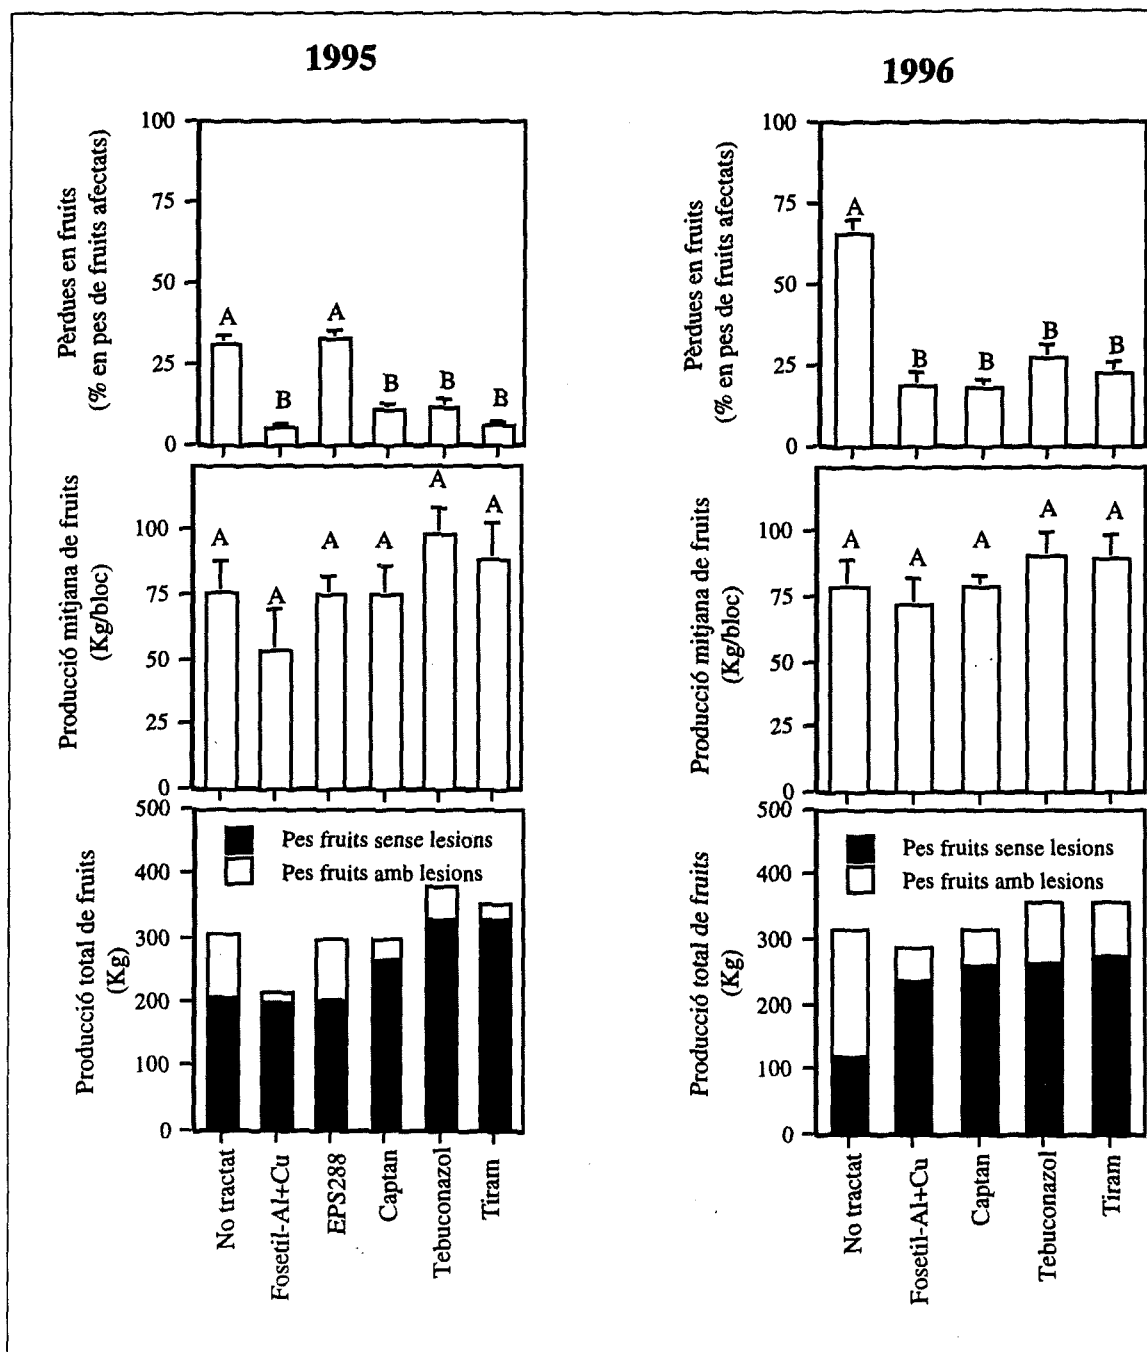 1995
Pèrdues en fruits
(% en pes de fruits afectats)
100
75
50
25
0
A
B
A
B
B
B
Producció mitjana de fruits
(Kg/bloc)
100
75
50
25
0
A
A
A
A
A
A
Producció total de fruits
(Kg)
500
400
300
200
100
0
Pes fruits sense lesions
Pes fruits amb lesions
No tractat
Fosetil-Al+Cu
EPS288
Captan
Tebuconazol
Tiram
1996
Pèrdues en fruits
(% en pes de fruits afectats)
100
75
50
25
0
A
B
B
B
B
Producció mitjana de fruits
(Kg/bloc)
100
75
50
25
0
A
A
A
A
A
Producció total de fruits
(Kg)
500
400
300
200
100
0
Pes fruits sense lesions
Pes fruits amb lesions
No tractat
Fosetil-Al+Cu
Captan
Tebuconazol
Tiram